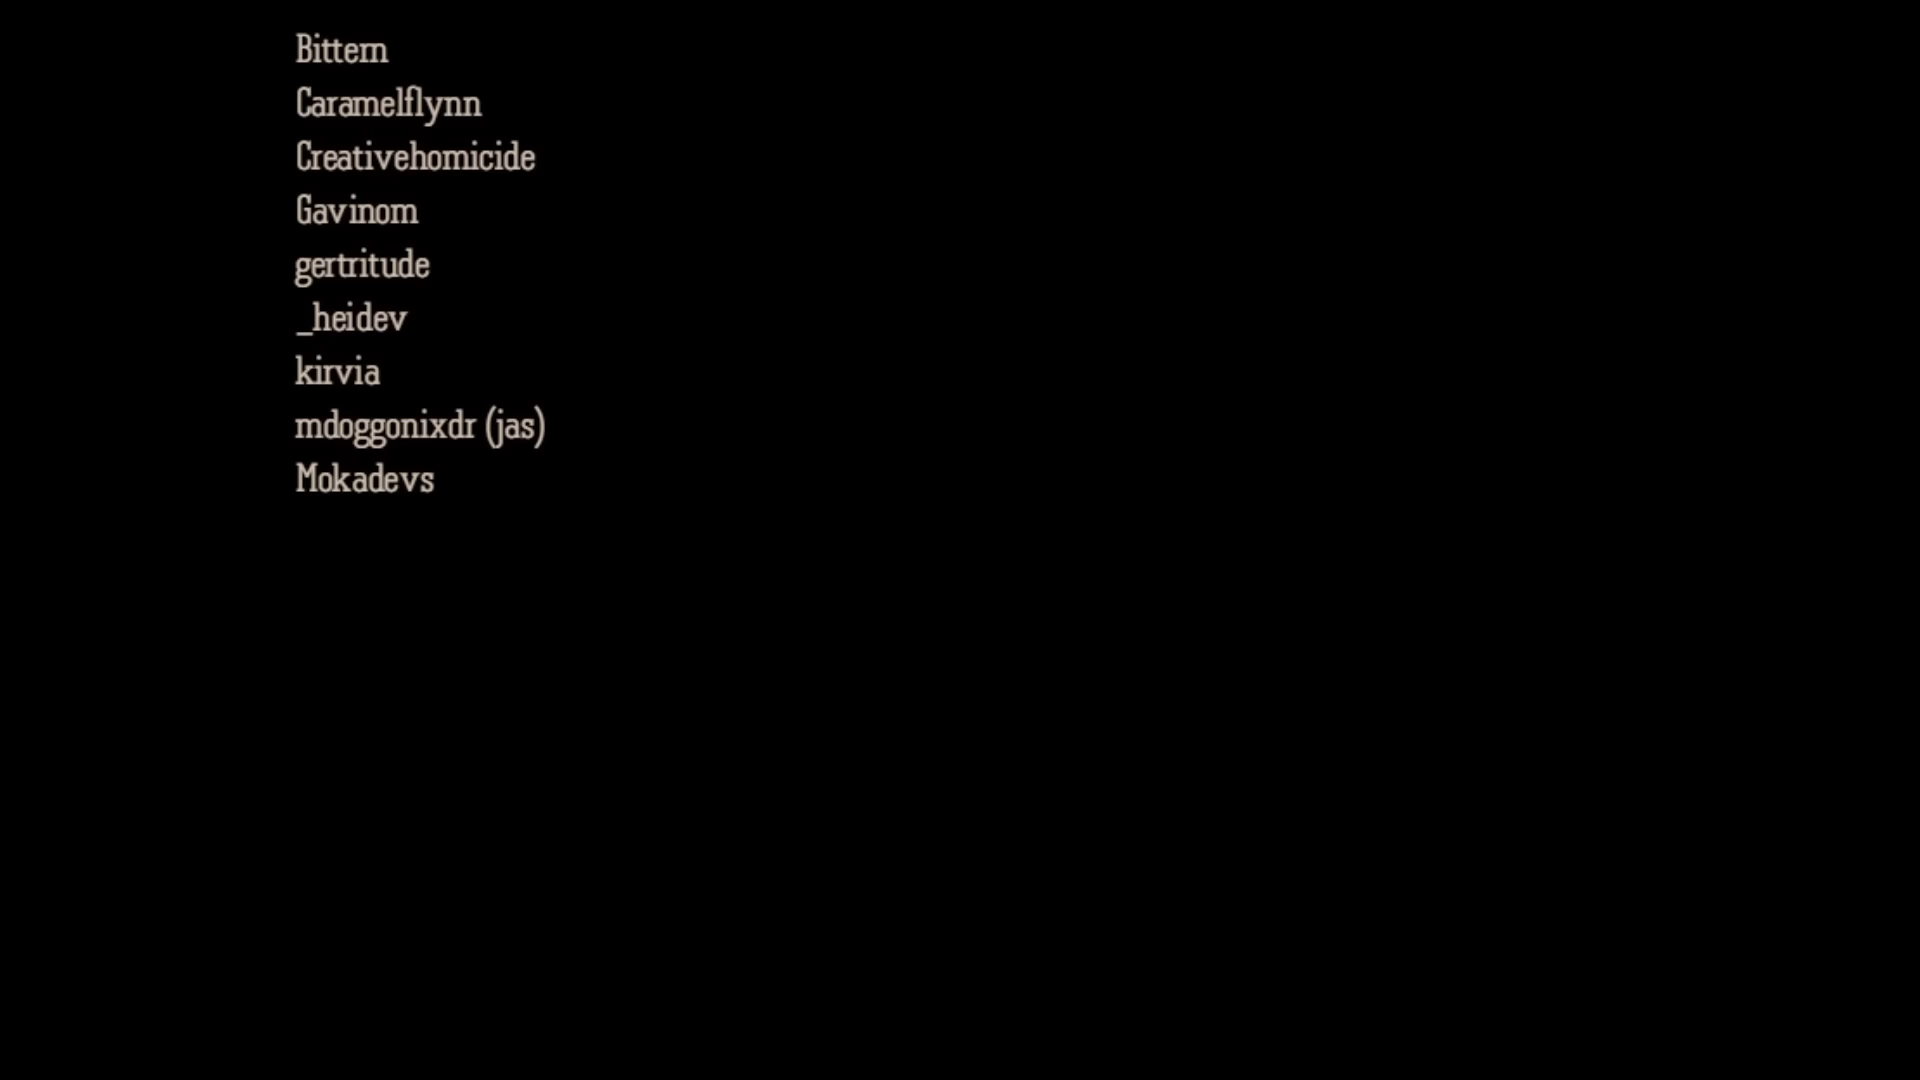 Bittern
Caramelflynn
Creativehomicide
Gavinom
gertritude
_heidev
kirvia
mdoggonixdr (jas)
Mokadevs